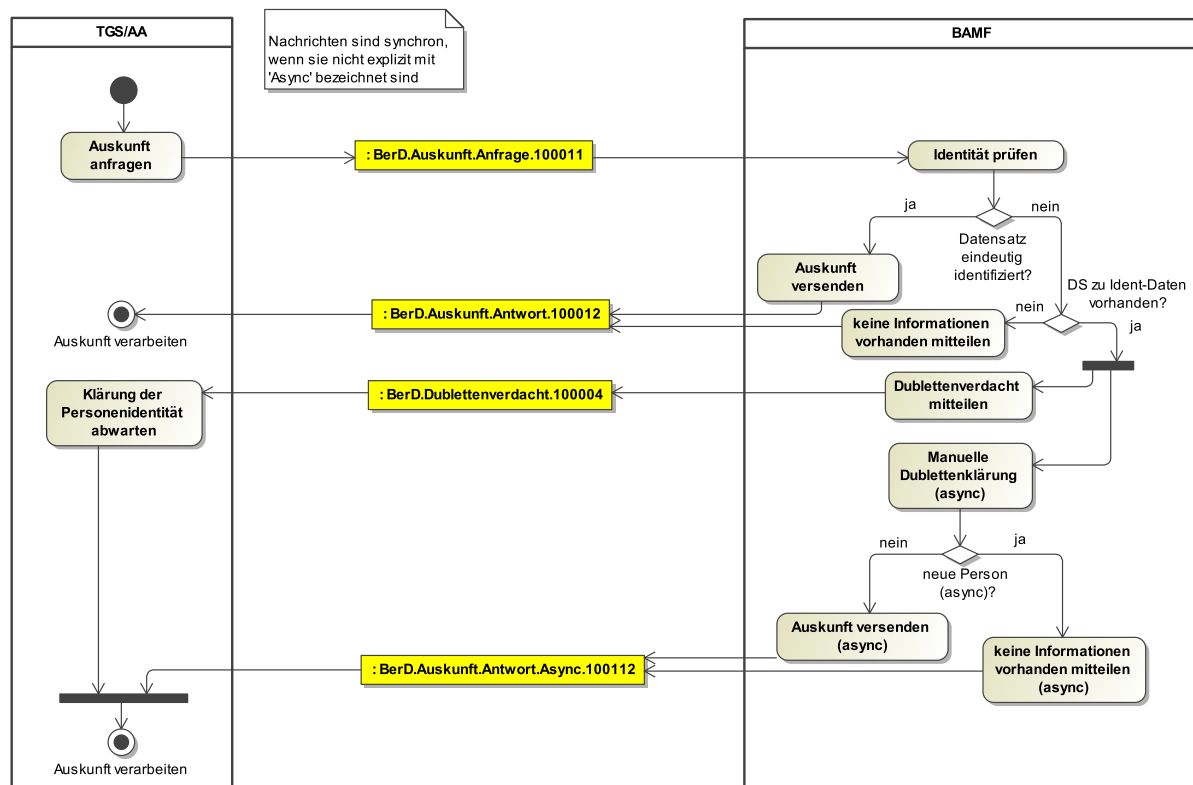 TGS/AA
Nachrichten sind synchron,
wenn sie nicht explizit mit
'Async' bezeichnet sind
BAMF
Auskunft
anfragen
: BerD.Auskunft.Anfrage.100011
Identität prüfen
ja
nein
Datensatz
eindeutig
identifiziert?
Auskunft
versenden
DS zu Ident-Daten
vorhanden?
: BerD.Auskunft.Antwort.100012
nein
ja
keine Informationen
vorhanden mitteilen
Auskunft verarbeiten
Klärung der
Personenidentität
abwarten
: BerD.Dublettenverdacht.100004
Dublettenverdacht
mitteilen
Manuelle
Dublettenklärung
(async)
nein
ja
neue Person
(async)?
Auskunft versenden
(async)
keine Informationen
vorhanden mitteilen
(async)
: BerD.Auskunft.Antwort.Async.100112
Auskunft verarbeiten